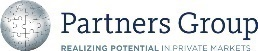 Partners Group
REALIZING POTENTIAL IN PRIVATE MARKETS